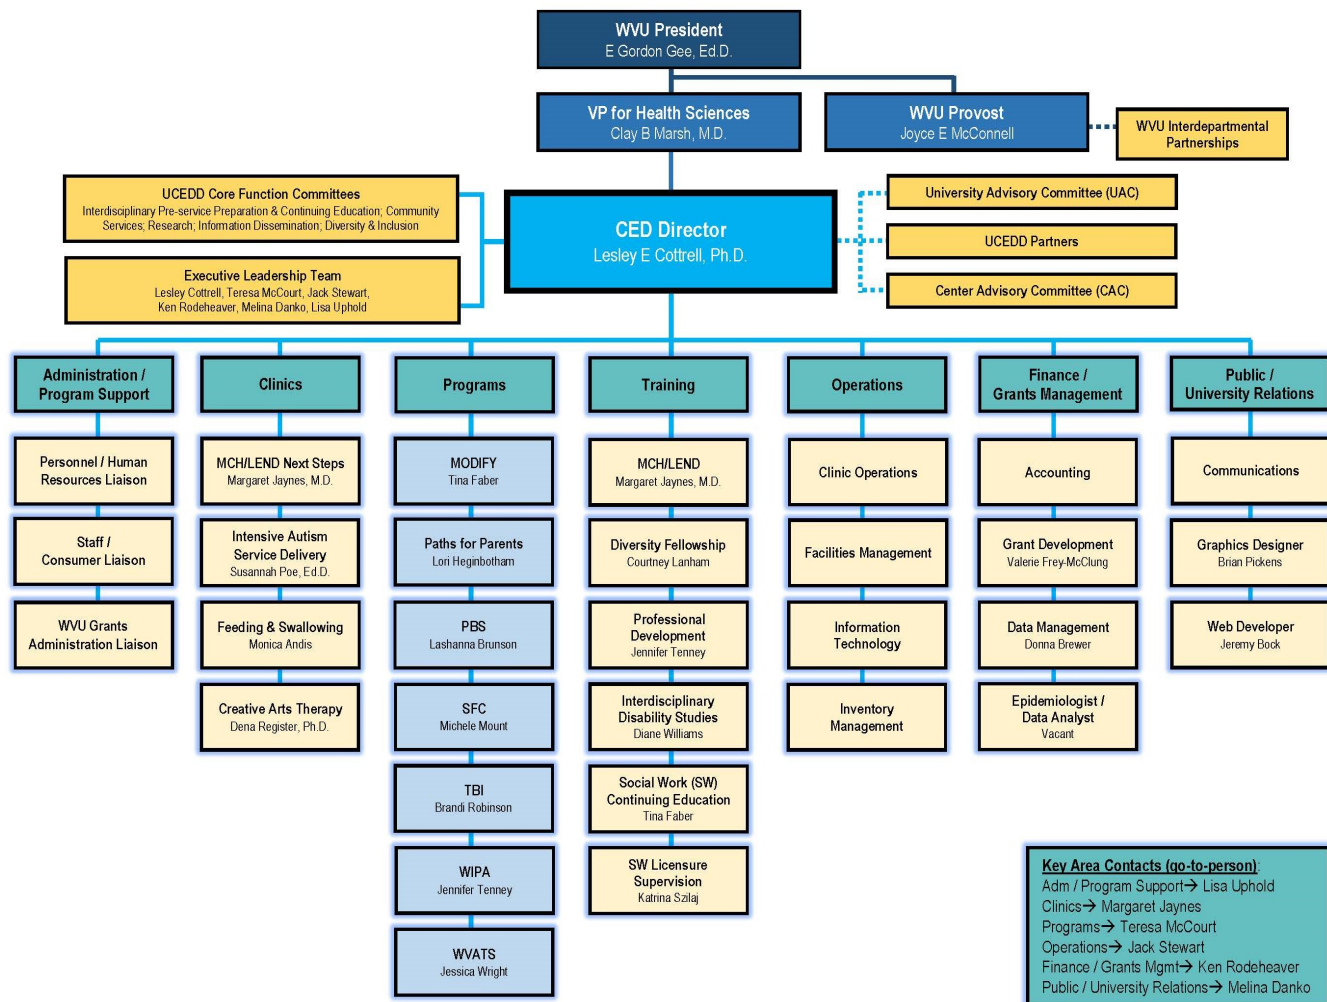 WVU President
E Gordon Gee, Ed.D.
VP for Health Sciences
Clay B Marsh, M.D.
WVU Provost
Joyce E McConnell
WVU Interdepartmental
Partnerships
UCEDD Core Function Committees
Interdisciplinary Pre-service Preparation & Continuing Education; Community
Services; Research; Information Dissemination; Diversity & Inclusion
Executive Leadership Team
Lesley Cottrell, Teresa McCourt, Jack Stewart,
Ken Rodeheaver, Melina Danko, Lisa Uphold
CED Director
Lesley E Cottrell, Ph.D.
University Advisory Committee (UAC)
UCEDD Partners
Center Advisory Committee (CAC)
Administration /
Program Support
Personnel / Human
Resources Liaison
Staff /
Consumer Liaison
WVU Grants
Administration Liaison
Clinics
MCH/LEND Next Steps
Margaret Jaynes, M.D.
Intensive Autism
Service Delivery
Susannah Poe, Ed.D.
Feeding & Swallowing
Monica Andis
Creative Arts Therapy
Dena Register, Ph.D.
Programs
MODIFY
Tina Faber
Paths for Parents
Lori Heginbotham
PBS
Lashanna Brunson
SFC
Michele Mount
TBI
Brandi Robinson
WIPA
Jennifer Tenney
WVATS
Jessica Wright
Training
MCH/LEND
Margaret Jaynes, M.D.
Diversity Fellowship
Courtney Lanham
Professional
Development
Jennifer Tenney
Interdisciplinary
Disability Studies
Diane Williams
Social Work (SW)
Continuing Education
Tina Faber
SW Licensure
Supervision
Katrina Szilaj
Operations
Clinic Operations
Facilities Management
Information
Technology
Inventory
Management
Finance /
Grants Management
Accounting
Grant Development
Valerie Frey-McClung
Data Management
Donna Brewer
Epidemiologist /
Data Analyst
Vacant
Public /
University Relations
Communications
Graphics Designer
Brian Pickens
Web Developer
Jeremy Bock
Key Area Contacts (go-to-person):
Adm / Program Support→ Lisa Uphold
Clinics→ Margaret Jaynes
Programs→ Teresa McCourt
Operations→ Jack Stewart
Finance / Grants Mgmt→ Ken Rodeheaver
Public / University Relations→ Melina Danko